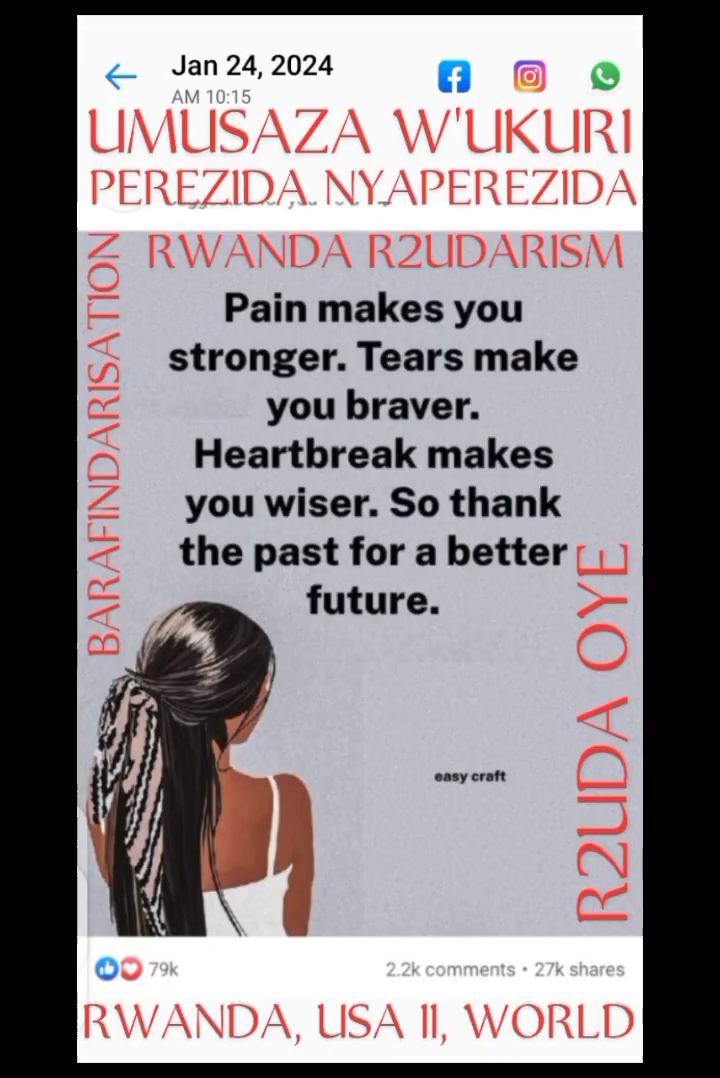 Jan 24, 2024
AM 10:15
UMUSAZA W'UKURI
PEREZIDA NYAPEREZIDA
RWANDA R2UDARISM
BARAFINDARISATION
Pain makes you
stronger. Tears make
you braver.
Heartbreak makes
you wiser. So thank
the past for a better
future.
R2UDA OYE
easy craft
79k
2.2k comments • 27k shares
RWANDA, USA II, WORLD